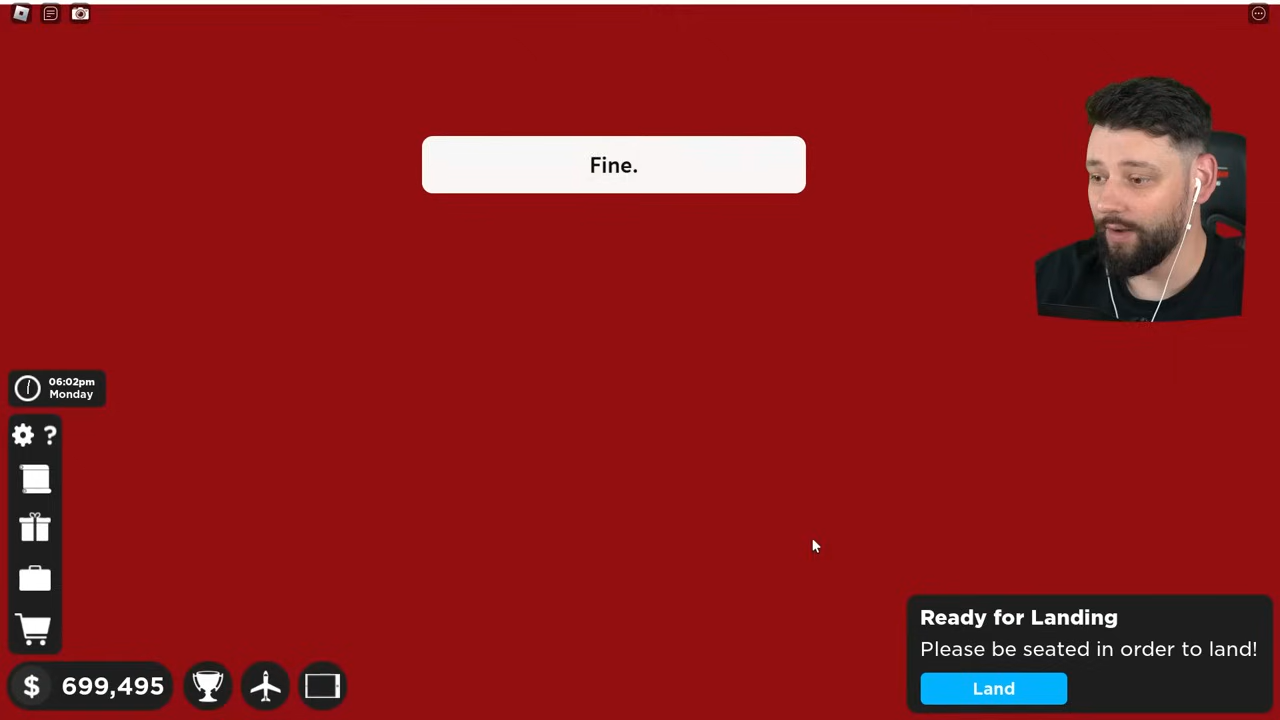 Fine.
06:02pm
Monday
?
$ 699,495
Ready for Landing
Please be seated in order to land!
Land